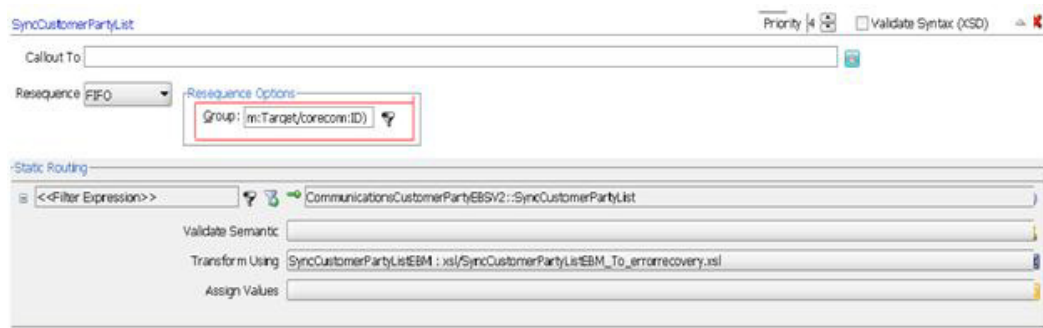 SyncCustomerPartyList Priority 4 Validate Syntax (XSD)
Callout To
Resequence FIFO Resequence Options
Group: m:Target/corecom:ID)
Static Routing
<<Filter Expression>> CommunicationsCustomerPartyEBSV2::SyncCustomerPartyList
Validate Semantic
Transform Using SyncCustomerPartyListEBM : xsl/SyncCustomerPartyListEBM_To_errorrecovery.xsl
Assign Values